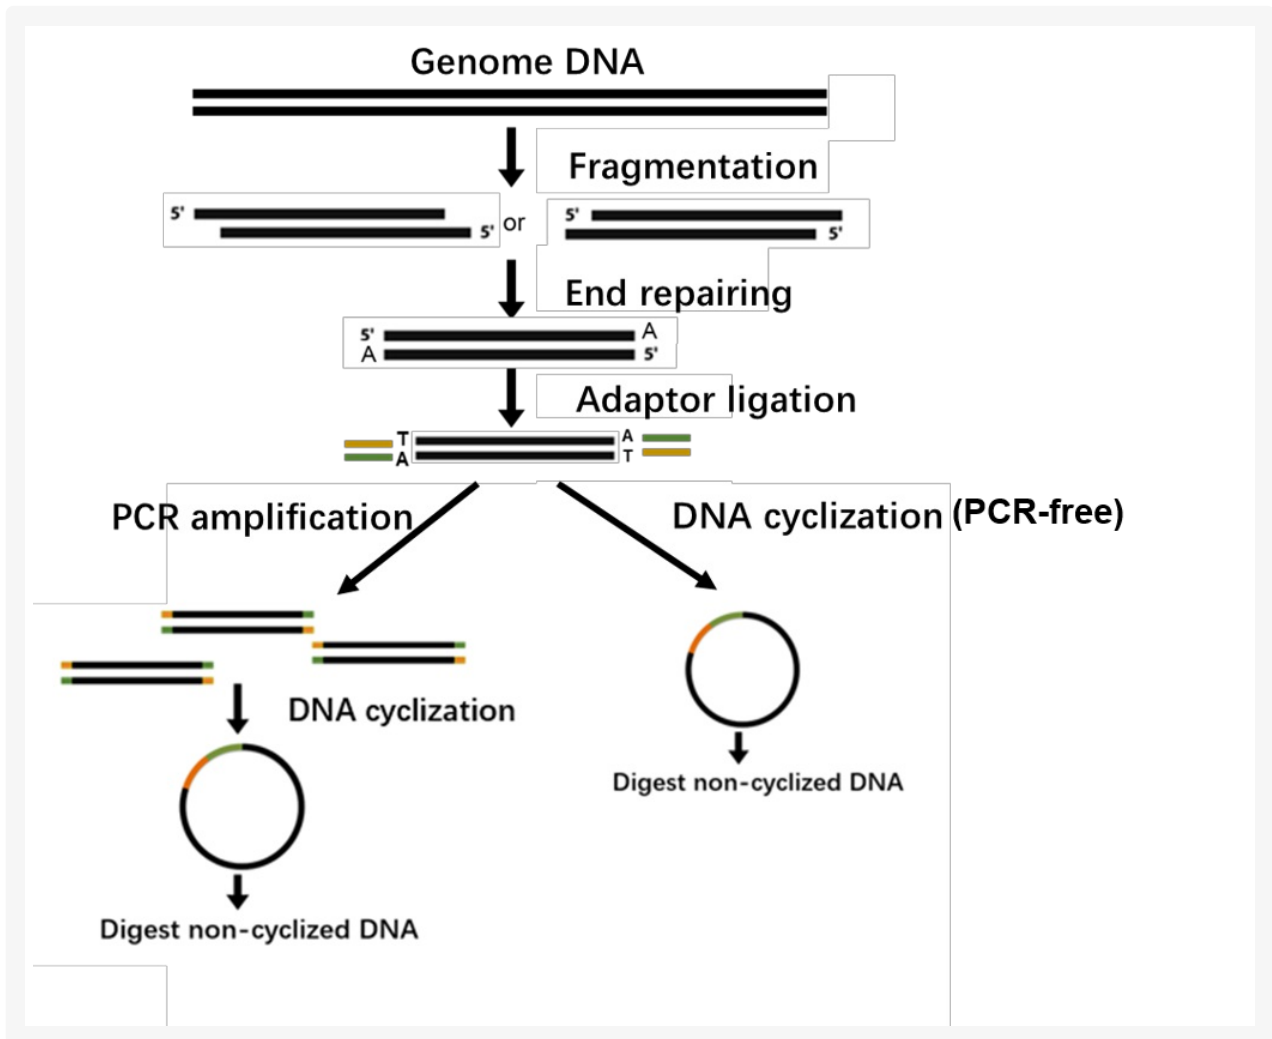 Genome DNA
Fragmentation
5'
5'
or
5'
5'
End repairing
5' A
A 5'
Adaptor ligation
T A
A T
PCR amplification
DNA cyclization (PCR-free)
DNA cyclization
Digest non-cyclized DNA
Digest non-cyclized DNA